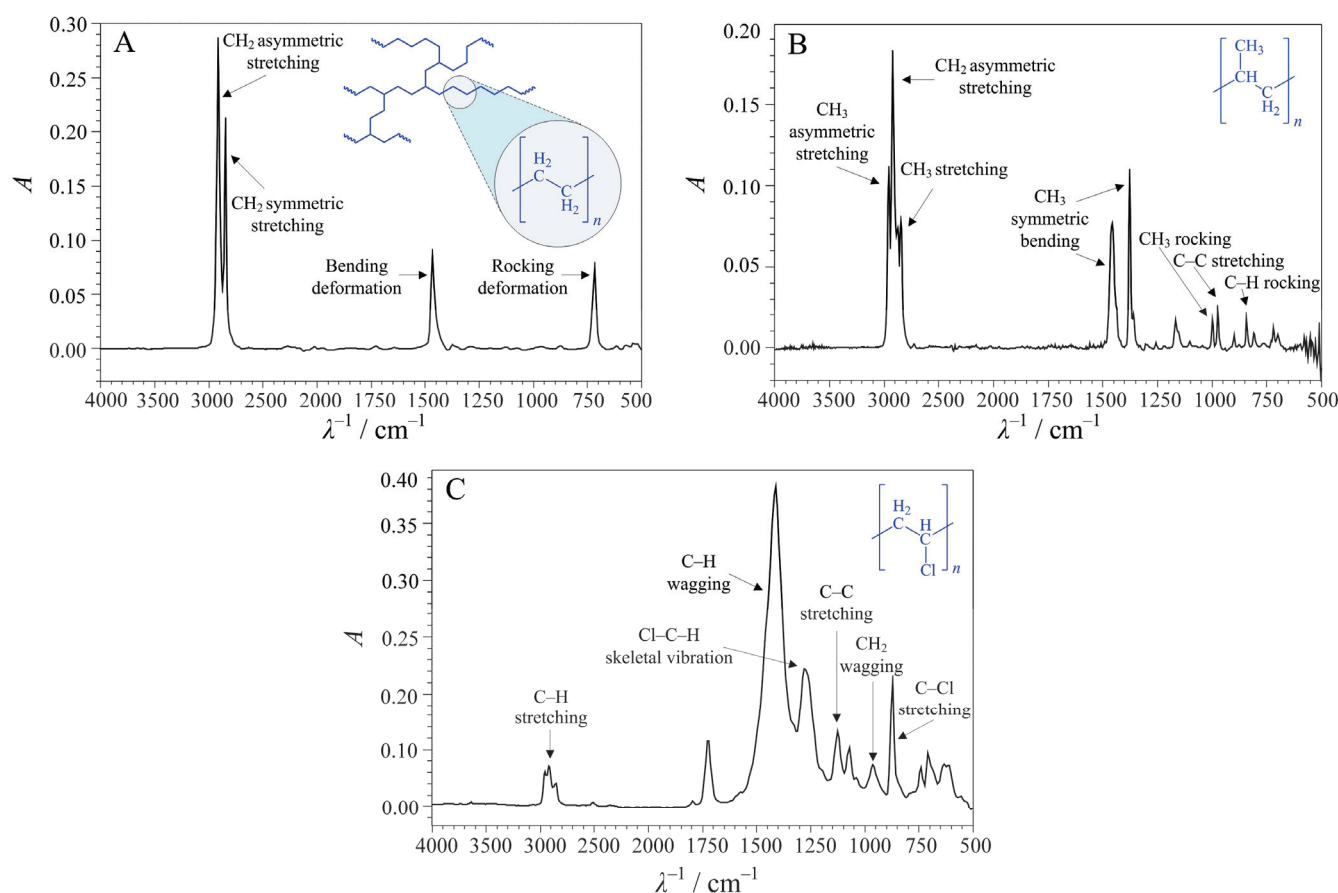 A
0.30
0.25
0.20
0.15
0.10
0.05
0.00
A
CH2 asymmetric
stretching
CH2 symmetric
stretching
Bending
deformation
Rocking
deformation
H2
C
C
H2
n
4000 3500 3000 2500 2000 1750 1500 1250 1000 750 500
λ–1 / cm–1
B
0.20
0.15
0.10
0.05
0.00
A
CH3
asymmetric
stretching
CH2 asymmetric
stretching
CH3 stretching
CH3
symmetric
bending
CH3 rocking
C–C stretching
C–H rocking
CH3
CH
C
H2
n
4000 3500 3000 2500 2000 1750 1500 1250 1000 750 500
λ–1 / cm–1
C
0.40
0.35
0.30
0.25
0.20
0.10
0.00
A
C–H
stretching
C–H
wagging
Cl–C–H
skeletal vibration
C–C
stretching
CH2
wagging
C–Cl
stretching
H2
C
H
C
Cl
n
4000 3500 3000 2500 2000 1750 1500 1250 1000 750 500
λ–1 / cm–1